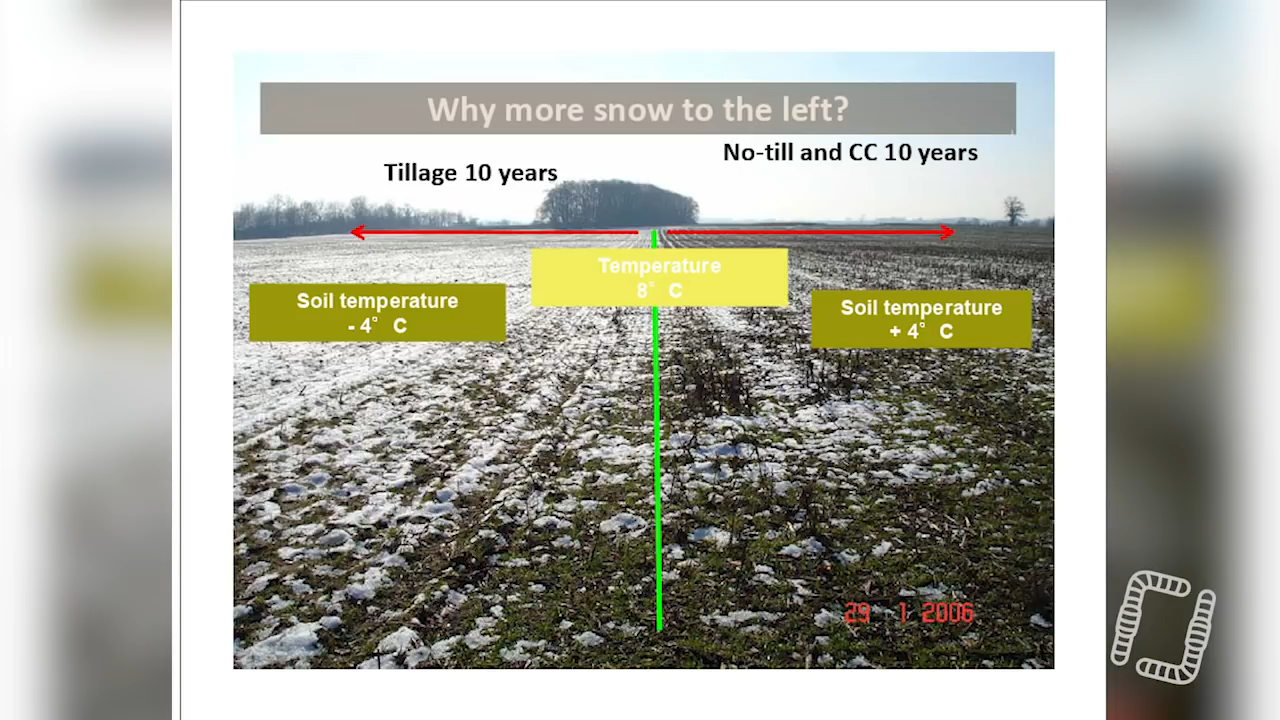 Why more snow to the left?
Tillage 10 years
No-till and CC 10 years
Temperature
8° C
Soil temperature
- 4° C
Soil temperature
+ 4° C
29 1 2006